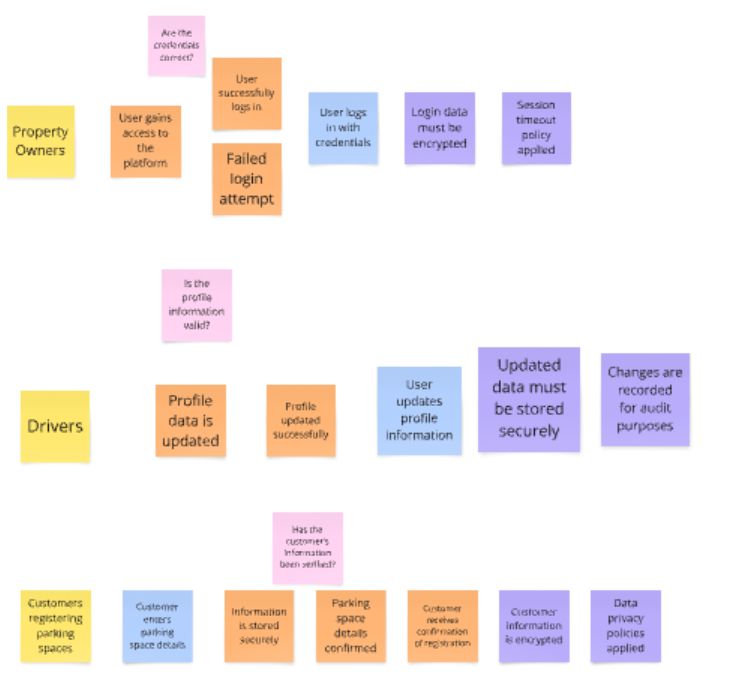 Are the
credentials
correct?
User
successfully
logs in
Property
Owners
User gains
access to
the
platform
Failed
login
attempt
User logs
in with
credentials
Login data
must be
encrypted
Session
timeout
policy
applied
Is the
profile
information
valid?
Drivers
Profile
data is
updated
Profile
updated
successfully
User
updates
profile
information
Updated
data must
be stored
securely
Changes are
recorded
for audit
purposes
Has the
customer's
information
been verified?
Customers
registering
parking
spaces
Customer
enters
parking
space details
Information
is stored
securely
Parking
space
details
confirmed
Customer
receives
confirmation
of registration
Customer
information
is encrypted
Data
privacy
policies
applied